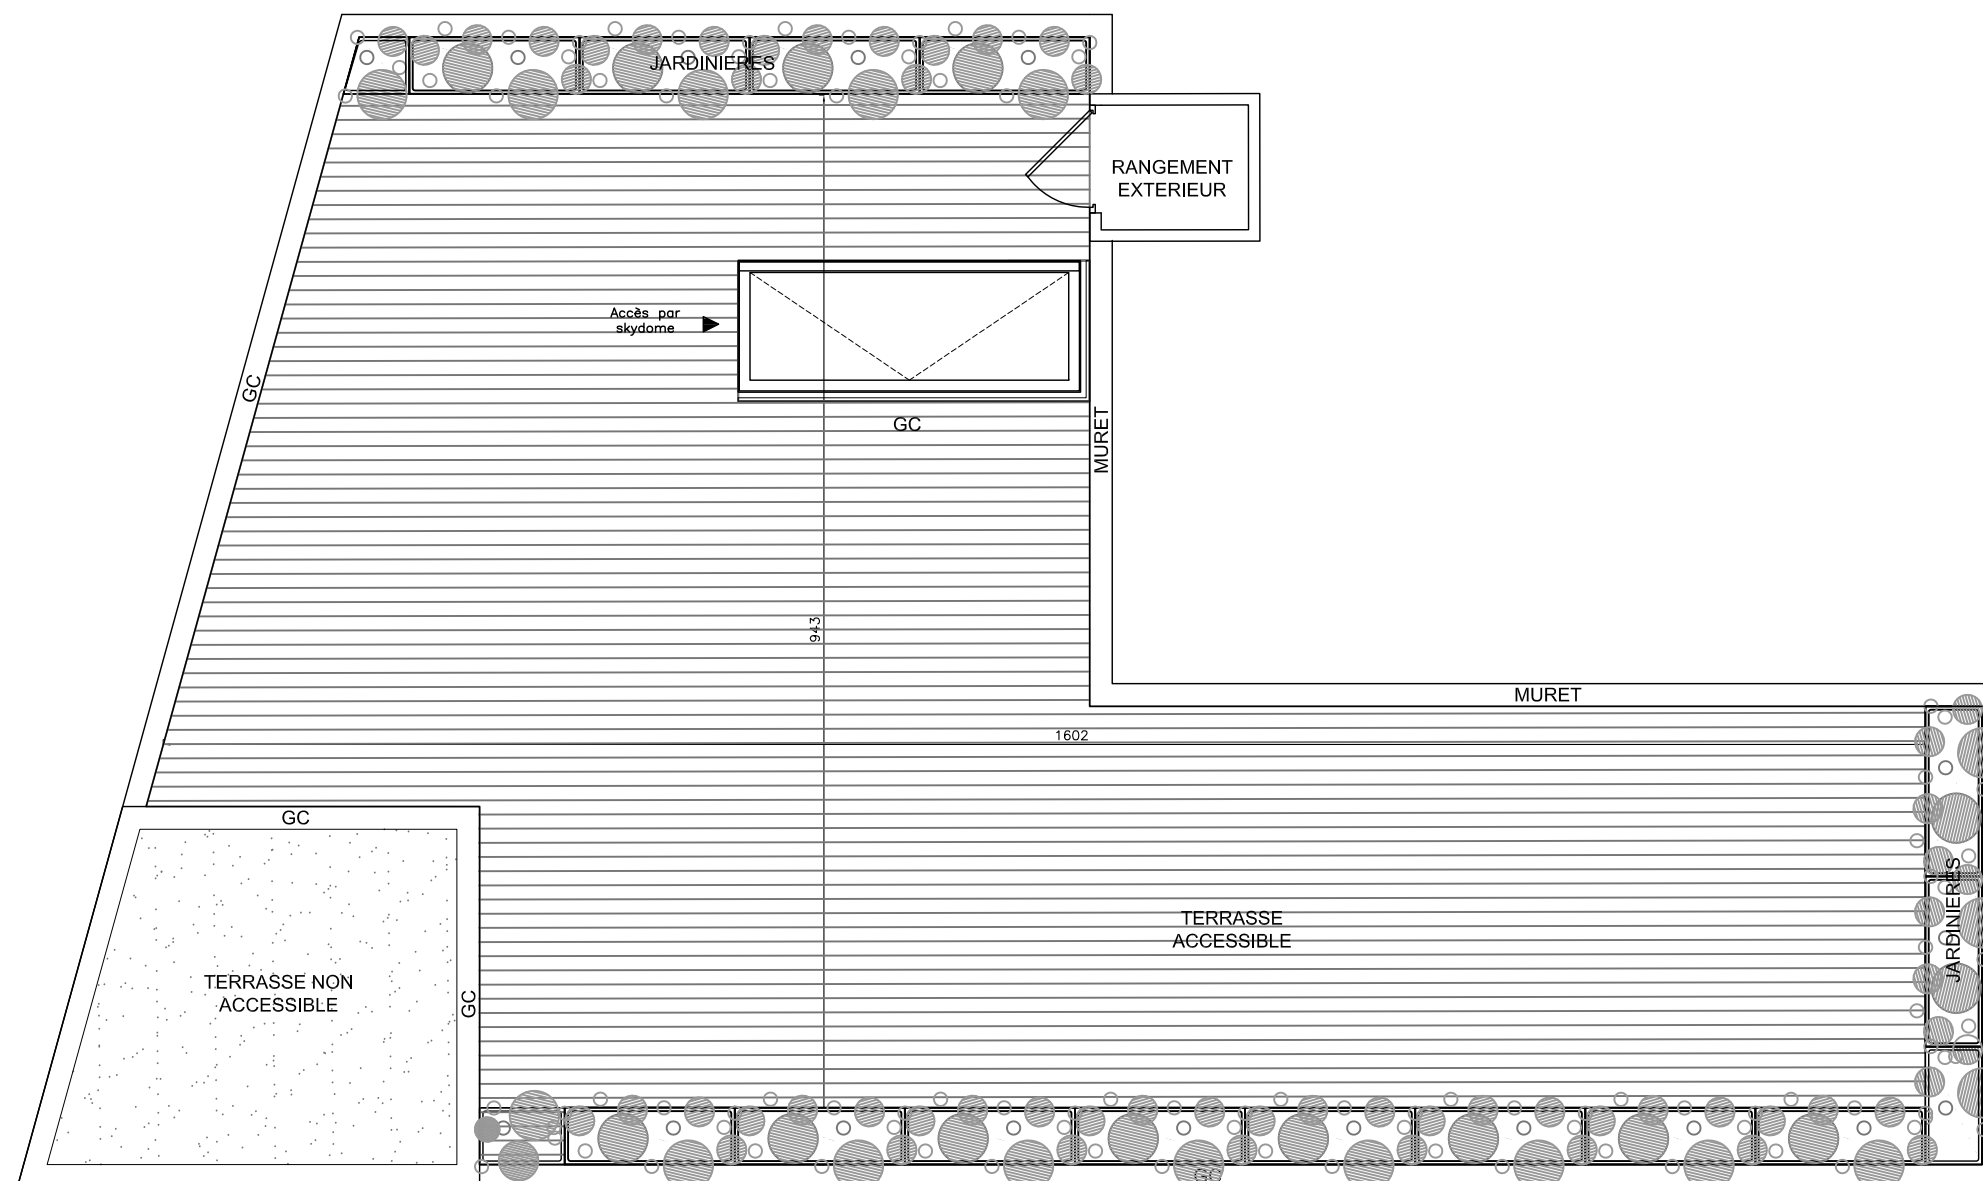 JARDINIERES
RANGEMENT
EXTERIEUR
Accès par
skydome
GC
GC
MURET
943
MURET
1602
GC
JARDINIERES
TERRASSE
ACCESSIBLE
TERRASSE NON
ACCESSIBLE
GC
GC